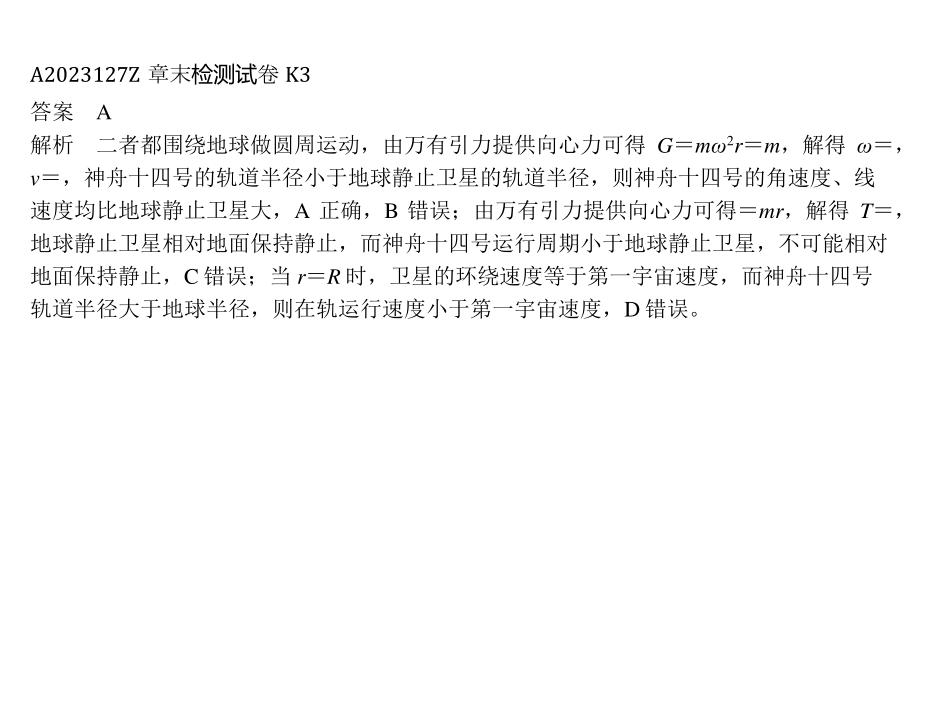 A2023127Z 章末检测试卷 K3
答案 A
解析 二者都围绕地球做圆周运动，由万有引力提供向心力可得 G＝mω²r＝m，解得 ω＝，
v＝，神舟十四号的轨道半径小于地球静止卫星的轨道半径，则神舟十四号的角速度、线
速度均比地球静止卫星大，A 正确，B 错误；由万有引力提供向心力可得＝mr，解得 T＝，
地球静止卫星相对地面保持静止，而神舟十四号运行周期小于地球静止卫星，不可能相对
地面保持静止，C 错误；当 r＝R 时，卫星的环绕速度等于第一宇宙速度，而神舟十四号
轨道半径大于地球半径，则在轨运行速度小于第一宇宙速度，D 错误。